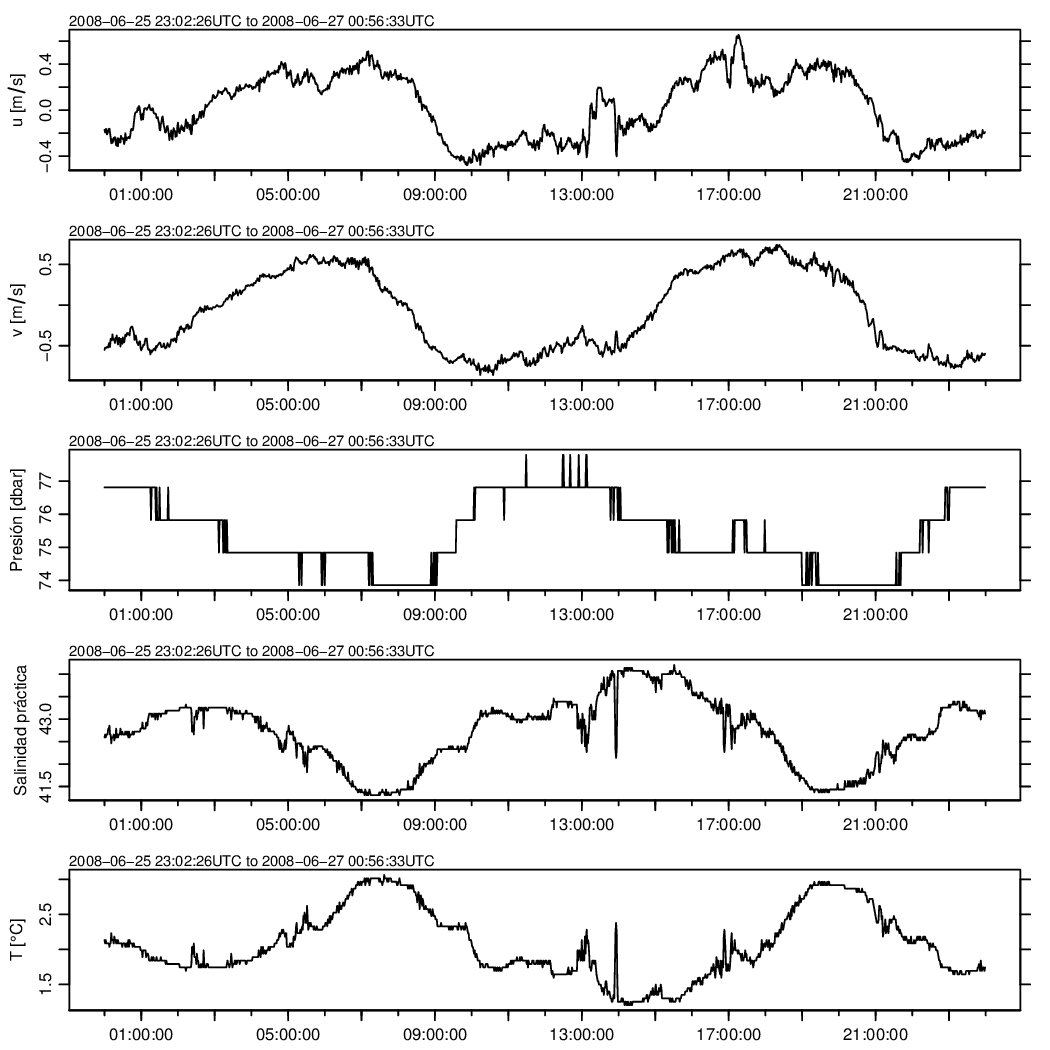 2008−06−25 23:02:26UTC to 2008−06−27 00:56:33UTC
u [m/s]
0.4
0.0
−0.4
01:00:00 05:00:00 09:00:00 13:00:00 17:00:00 21:00:00
2008−06−25 23:02:26UTC to 2008−06−27 00:56:33UTC
v [m/s]
0.5
−0.5
01:00:00 05:00:00 09:00:00 13:00:00 17:00:00 21:00:00
2008−06−25 23:02:26UTC to 2008−06−27 00:56:33UTC
Presión [dbar]
77
76
75
74
01:00:00 05:00:00 09:00:00 13:00:00 17:00:00 21:00:00
2008−06−25 23:02:26UTC to 2008−06−27 00:56:33UTC
Salinidad práctica
43.0
41.5
01:00:00 05:00:00 09:00:00 13:00:00 17:00:00 21:00:00
2008−06−25 23:02:26UTC to 2008−06−27 00:56:33UTC
T [°C]
2.5
1.5
01:00:00 05:00:00 09:00:00 13:00:00 17:00:00 21:00:00